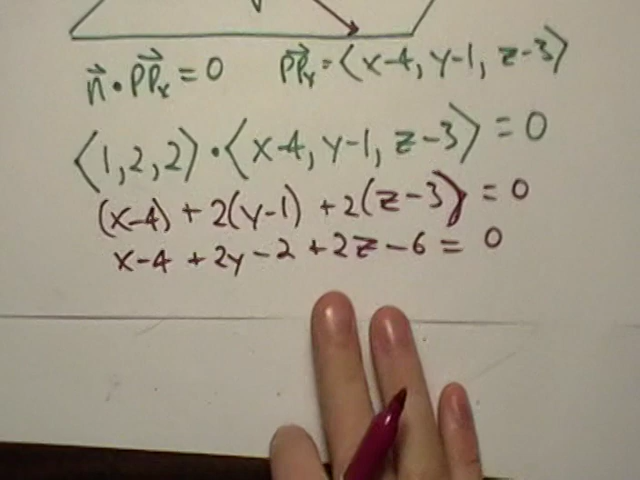 n⃗ · PPₓ⃗ = 0   PPₓ⃗ = ⟨x-4, y-1, z-3⟩
⟨1, 2, 2⟩ · ⟨x-4, y-1, z-3⟩ = 0
(x-4) + 2(y-1) + 2(z-3) = 0
x-4 + 2y-2 + 2z-6 = 0